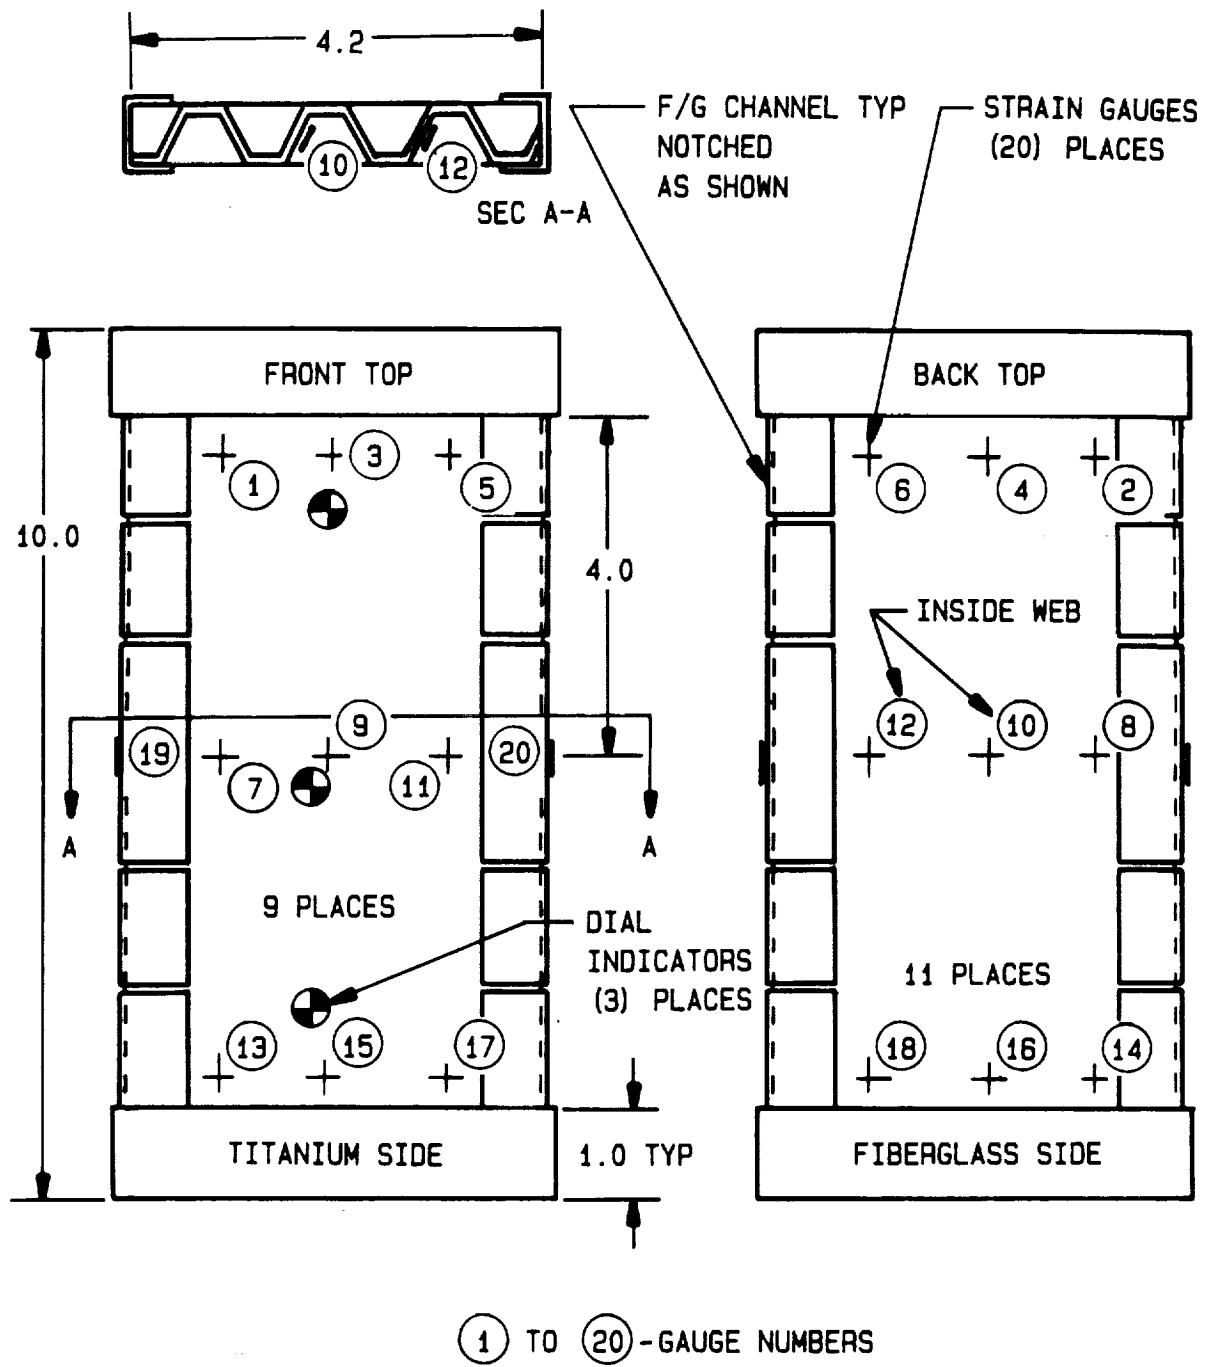 4.2
F/G CHANNEL TYP
NOTCHED
AS SHOWN
STRAIN GAUGES
(20) PLACES
10
12
SEC A-A
FRONT TOP
BACK TOP
1
3
5
6
4
2
10.0
4.0
INSIDE WEB
19
9
20
7
11
12
10
8
A
A
9 PLACES
DIAL
INDICATORS
(3) PLACES
11 PLACES
13
15
17
18
16
14
TITANIUM SIDE
1.0 TYP
FIBERGLASS SIDE
1 TO 20-GAUGE NUMBERS